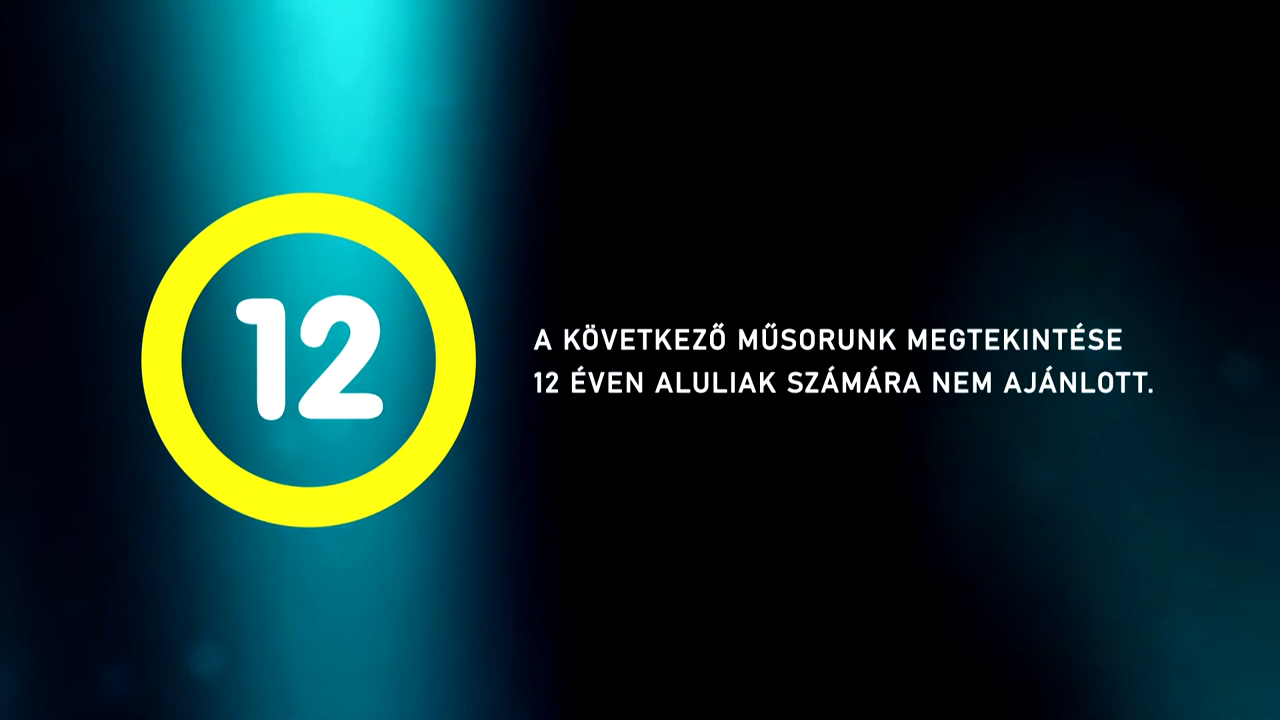 12
A KÖVETKEZŐ MŰSORUNK MEGTEKINTÉSE
12 ÉVEN ALULIAK SZÁMÁRA NEM AJÁNLOTT.